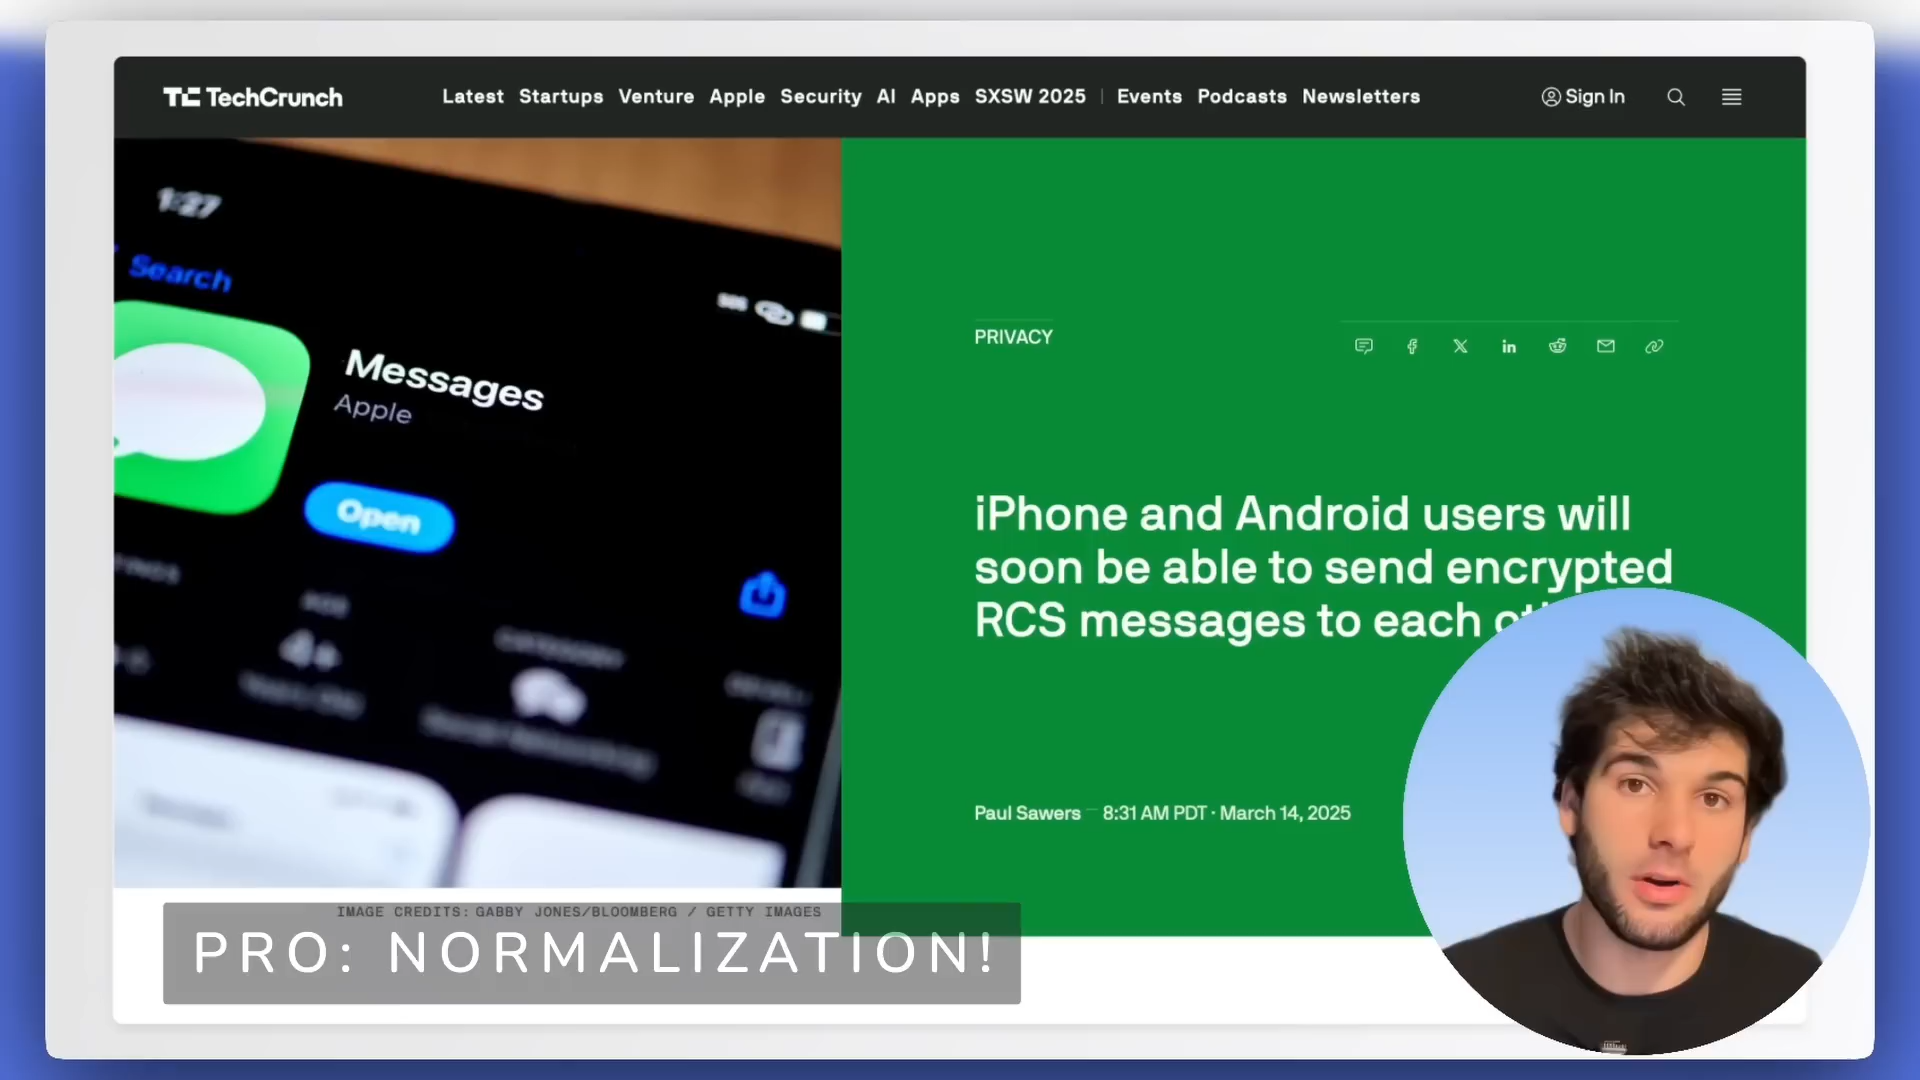 TechCrunch
Latest Startups Venture Apple Security AI Apps SXSW 2025 | Events Podcasts Newsletters
Sign In
1:27
Search
Messages
Apple
Open
4+
PRIVACY
iPhone and Android users will
soon be able to send encrypted
RCS messages to each
Paul Sawers — 8:31 AM PDT · March 14, 2025
IMAGE CREDITS: GABBY JONES/BLOOMBERG / GETTY IMAGES
PRO: NORMALIZATION!